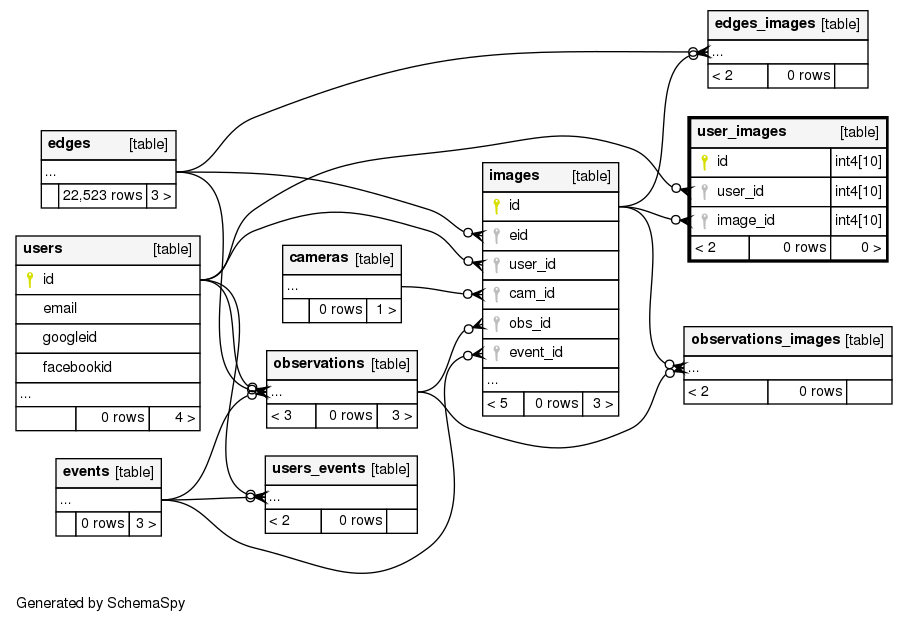 edges_images [table]
...
< 2 0 rows
edges [table]
...
22,523 rows 3 >
user_images [table]
id int4[10]
user_id int4[10]
image_id int4[10]
< 2 0 rows 0 >
images [table]
id
eid
user_id
cam_id
obs_id
event_id
...
< 5 0 rows 3 >
users [table]
id
email
googleid
facebookid
...
0 rows 4 >
cameras [table]
...
0 rows 1 >
observations [table]
...
< 3 0 rows 3 >
observations_images [table]
...
< 2 0 rows
events [table]
...
0 rows 3 >
users_events [table]
...
< 2 0 rows
Generated by SchemaSpy